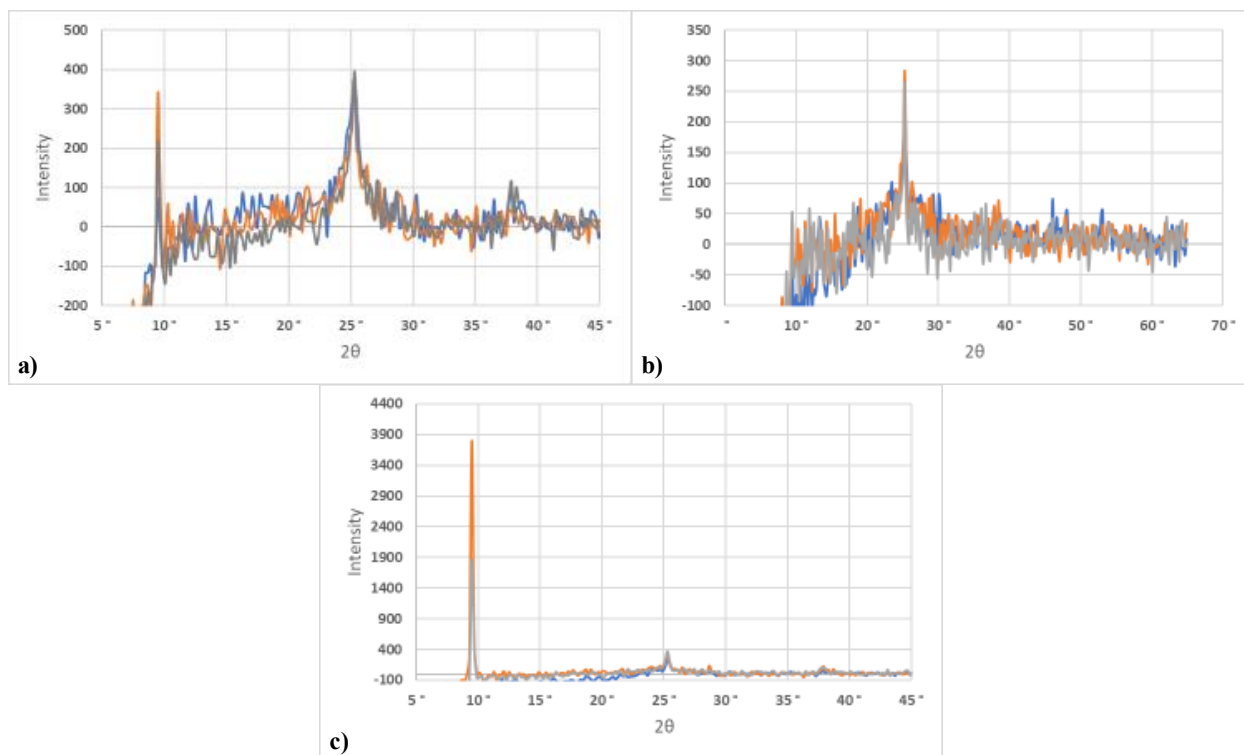 500
400
300
200
100
0
-100
-200
Intensity
5 " 10 " 15 " 20 " 25 " 30 " 35 " 40 " 45 "
2θ
a)
350
300
250
200
150
100
50
0
-50
-100
Intensity
" 10 " 20 " 30 " 40 " 50 " 60 " 70 "
2θ
b)
4400
3900
3400
2900
2400
1900
1400
900
400
-100
Intensity
5 " 10 " 15 " 20 " 25 " 30 " 35 " 40 " 45 "
2θ
c)